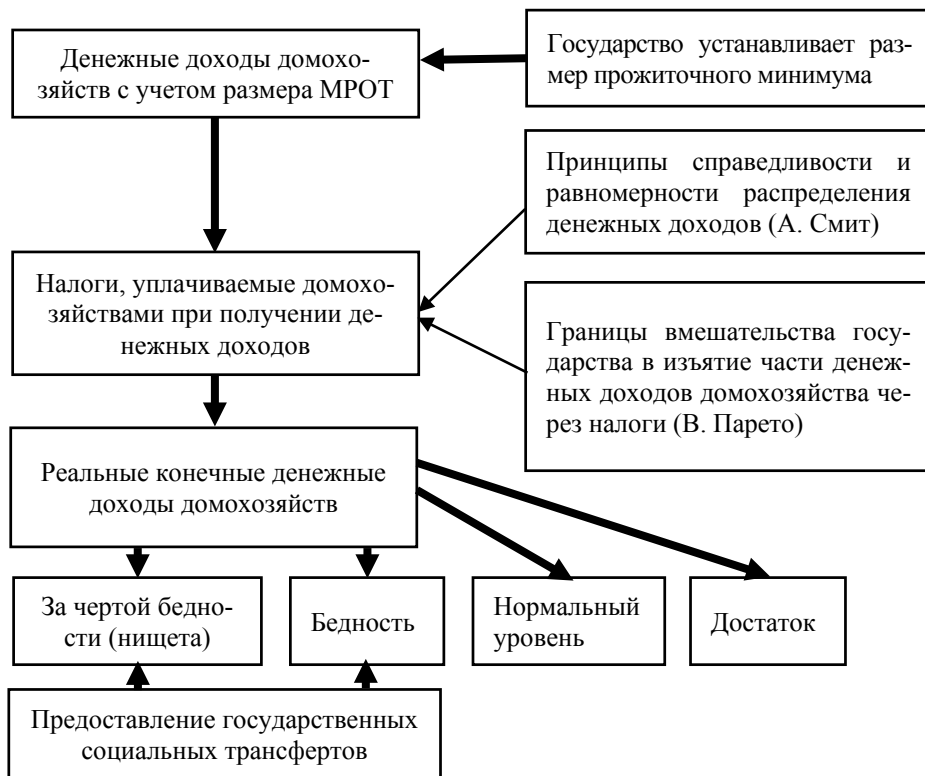 Денежные доходы домохо-
зяйств с учетом размера МРОТ
Государство устанавливает раз-
мер прожиточного минимума
Принципы справедливости и
равномерности распределения
денежных доходов (А. Смит)
Налоги, уплачиваемые домохо-
зяйствами при получении де-
нежных доходов
Границы вмешательства госу-
дарства в изъятие части денеж-
ных доходов домохозяйства че-
рез налоги (В. Парето)
Реальные конечные денежные
доходы домохозяйств
За чертой бедно-
сти (нищета)
Бедность
Нормальный
уровень
Достаток
Предоставление государственных
социальных трансфертов